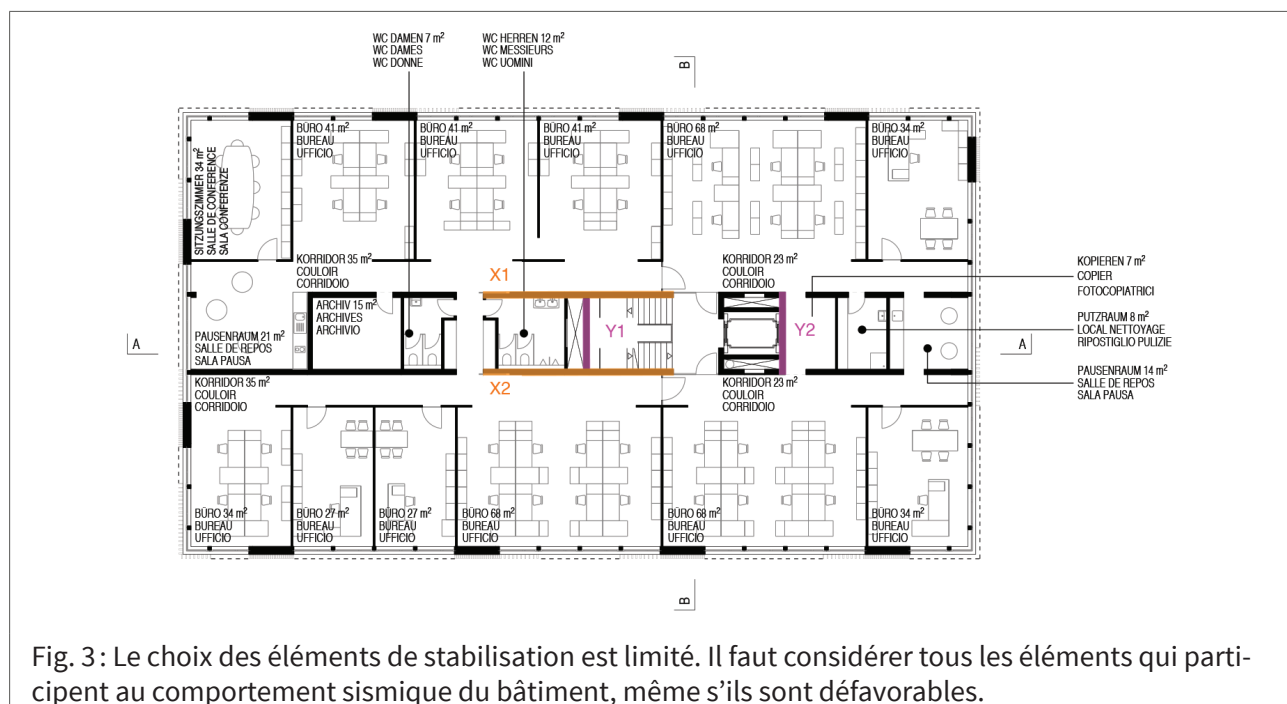 WC DAMEN 7 m²
WC DAMES
WC DONNE
WC HERREN 12 m²
WC MESSIEURS
WC UOMINI
B
SITZUNGSZIMMER 34 m²
SALLE DE CONFERENCE
SALA CONFERENZE
BÜRO 41 m²
BUREAU
UFFICIO
BÜRO 41 m²
BUREAU
UFFICIO
BÜRO 41 m²
BUREAU
UFFICIO
BÜRO 68 m²
BUREAU
UFFICIO
BÜRO 34 m²
BUREAU
UFFICIO
KORRIDOR 35 m²
COULOIR
CORRIDOIO
X1
KORRIDOR 23 m²
COULOIR
CORRIDOIO
KOPIEREN 7 m²
COPIER
FOTOCOPIATRICI
ARCHIV 15 m²
ARCHIVES
ARCHIVIO
Y1
Y2
PUTZRAUM 8 m²
LOCAL NETTOYAGE
RIPOSTIGLIO PULIZIE
A
PAUSENRAUM 21 m²
SALLE DE REPOS
SALA PAUSA
A
PAUSENRAUM 14 m²
SALLE DE REPOS
SALA PAUSA
KORRIDOR 35 m²
COULOIR
CORRIDOIO
X2
KORRIDOR 23 m²
COULOIR
CORRIDOIO
BÜRO 34 m²
BUREAU
UFFICIO
BÜRO 27 m²
BUREAU
UFFICIO
BÜRO 27 m²
BUREAU
UFFICIO
BÜRO 68 m²
BUREAU
UFFICIO
BÜRO 68 m²
BUREAU
UFFICIO
BÜRO 34 m²
BUREAU
UFFICIO
B
Fig. 3 : Le choix des éléments de stabilisation est limité. Il faut considérer tous les éléments qui parti-
cipent au comportement sismique du bâtiment, même s’ils sont défavorables.